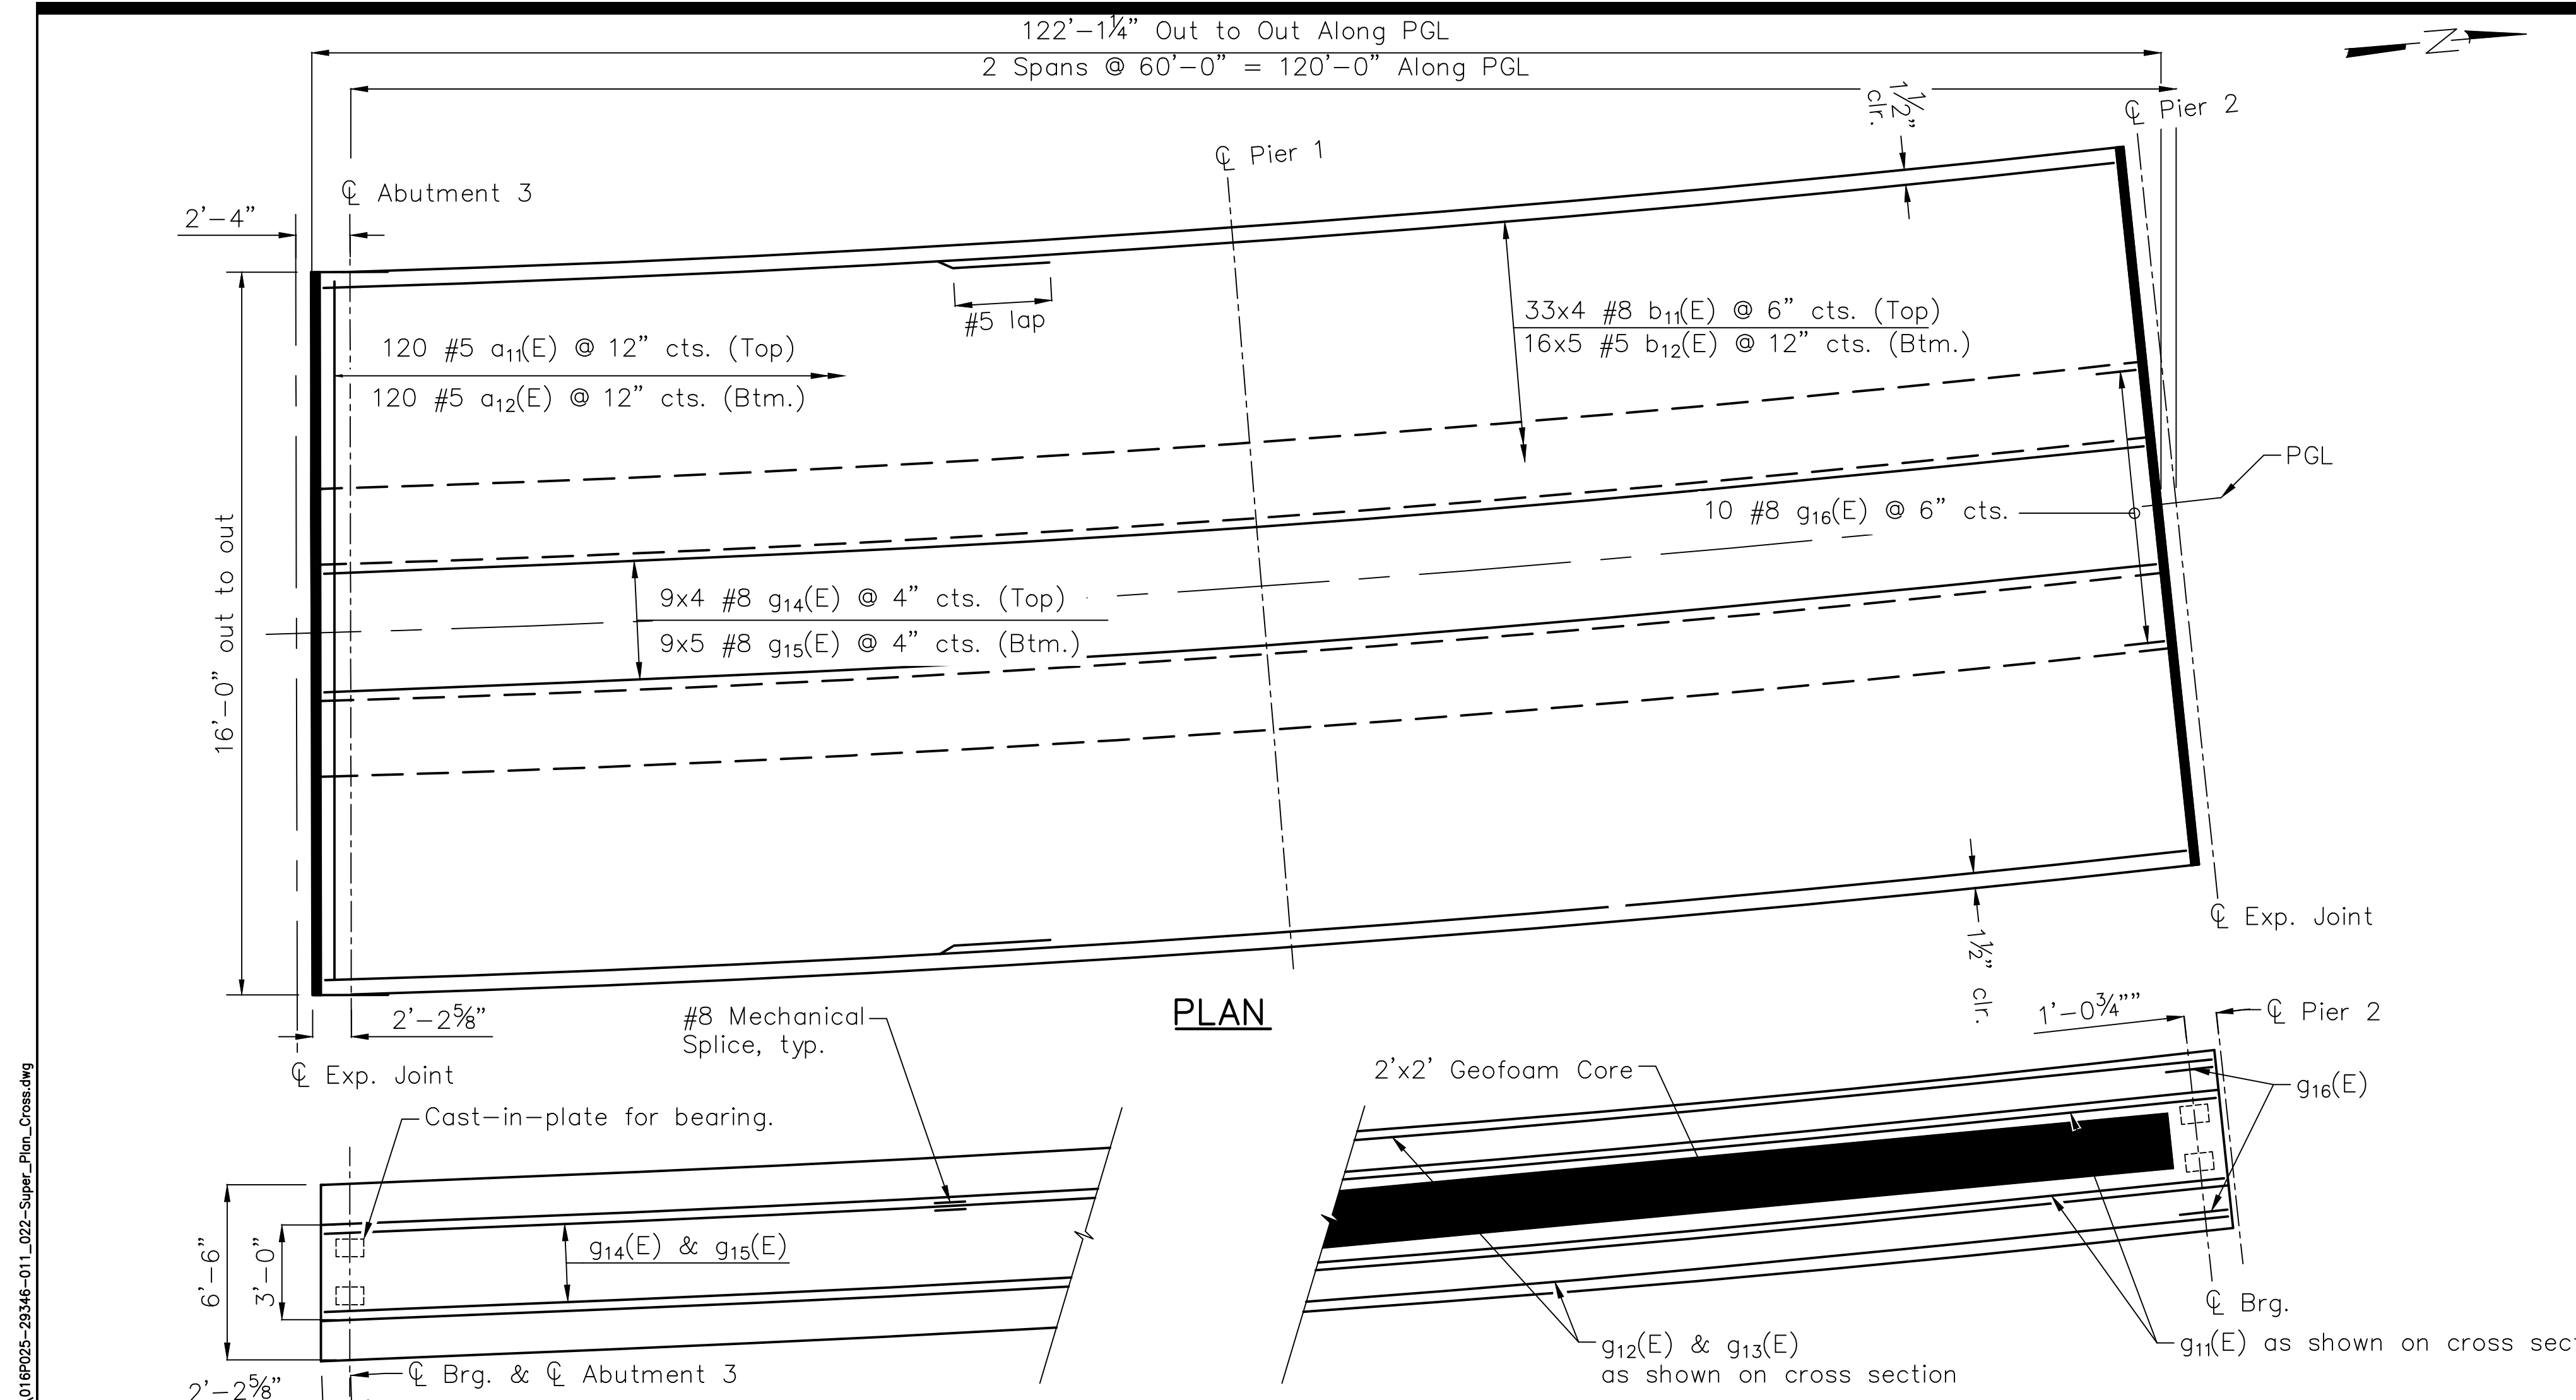 122'-1¼" Out to Out Along PGL
2 Spans @ 60'-0" = 120'-0" Along PGL
N
1½"
clr.
℄ Pier 2
℄ Pier 1
℄ Abutment 3
2'-4"
33x4 #8 b11(E) @ 6" cts. (Top)
16x5 #5 b12(E) @ 12" cts. (Btm.)
#5 lap
120 #5 a11(E) @ 12" cts. (Top)
120 #5 a12(E) @ 12" cts. (Btm.)
PGL
10 #8 g16(E) @ 6" cts.
16'-0" out to out
9x4 #8 g14(E) @ 4" cts. (Top)
9x5 #8 g15(E) @ 4" cts. (Btm.)
℄ Exp. Joint
1½" clr.
2'-2⅝"
PLAN
#8 Mechanical
Splice, typ.
1'-0¾""
℄ Pier 2
℄ Exp. Joint
2'x2' Geofoam Core
g16(E)
Cast-in-plate for bearing.
6'-6"
3'-0"
g14(E) & g15(E)
℄ Brg.
g12(E) & g13(E)
as shown on cross section
g11(E) as shown on cross sect
℄ Brg. & ℄ Abutment 3
2'-2⅝"
016P025-29346-011_022-Super_Plan_Cross.dwg